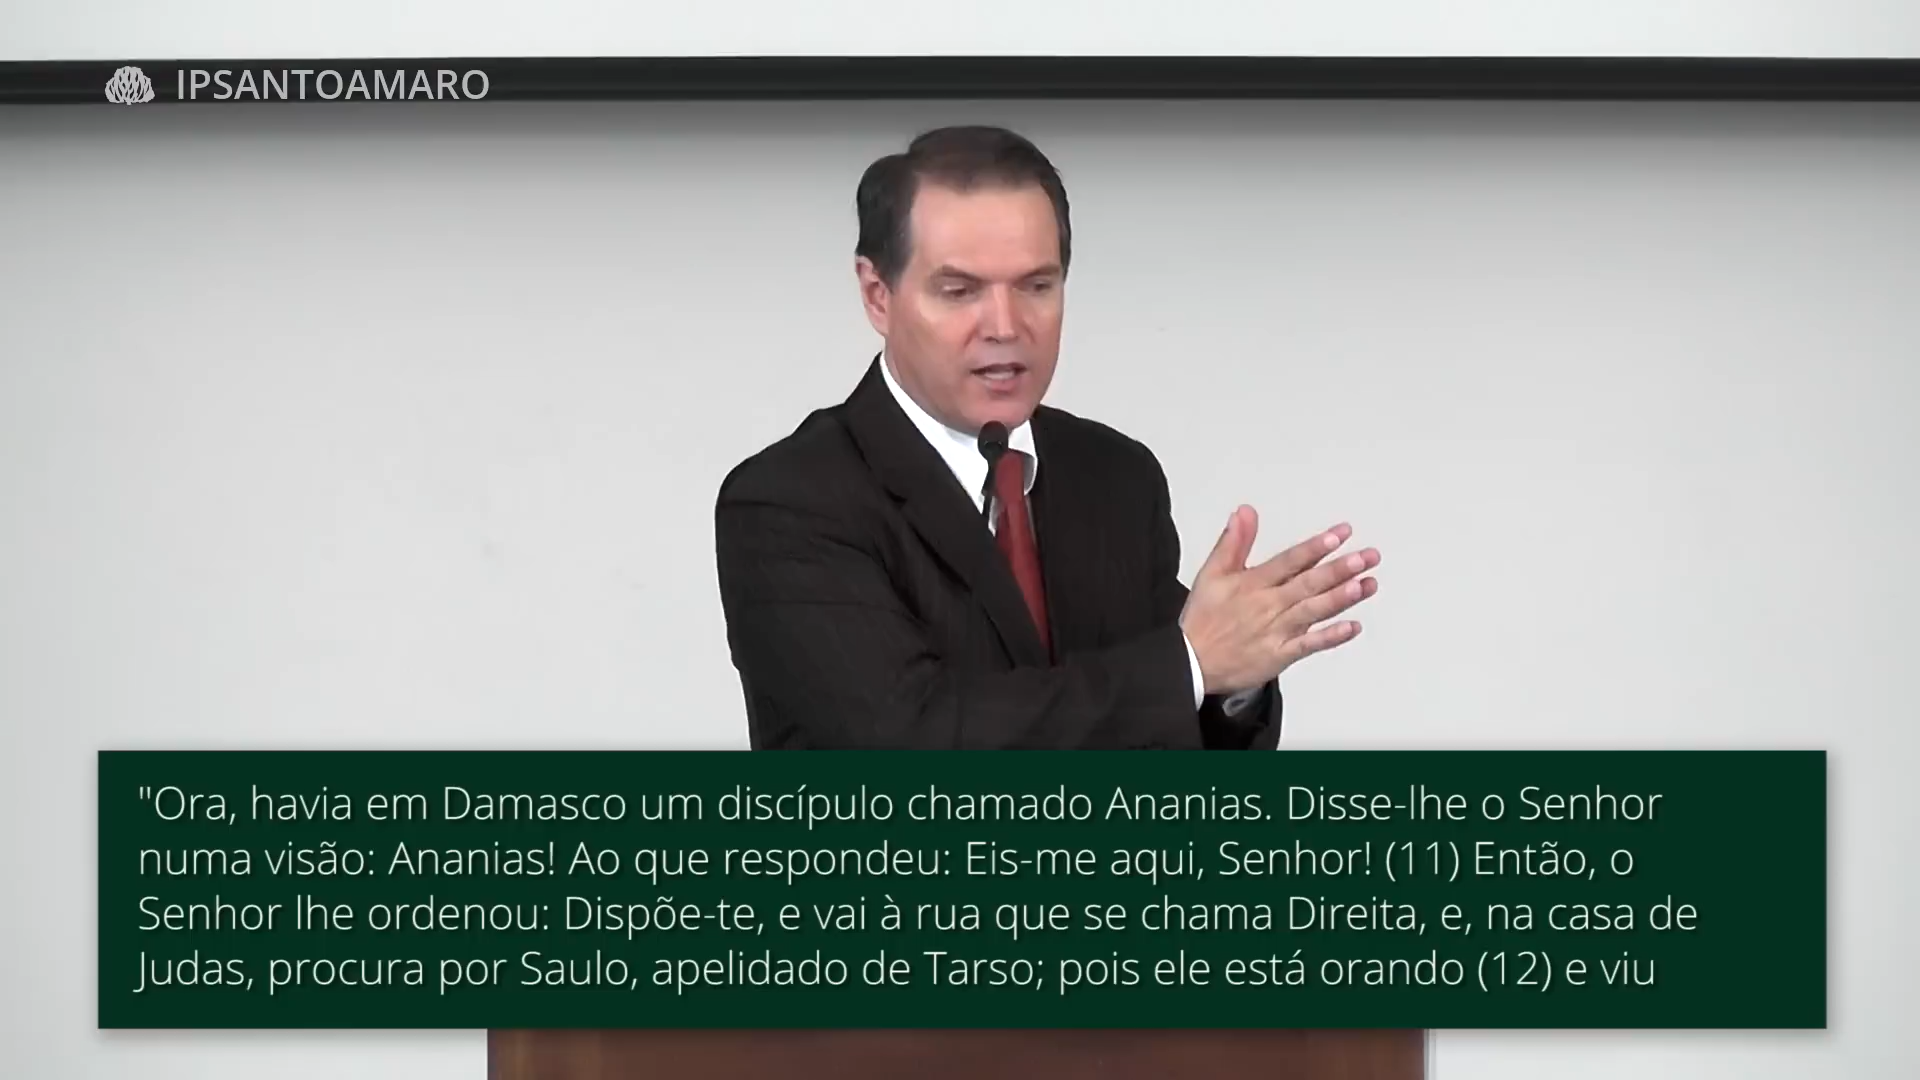 IPSANTOAMARO
"Ora, havia em Damasco um discípulo chamado Ananias. Disse-lhe o Senhor
numa visão: Ananias! Ao que respondeu: Eis-me aqui, Senhor! (11) Então, o
Senhor lhe ordenou: Dispõe-te, e vai à rua que se chama Direita, e, na casa de
Judas, procura por Saulo, apelidado de Tarso; pois ele está orando (12) e viu